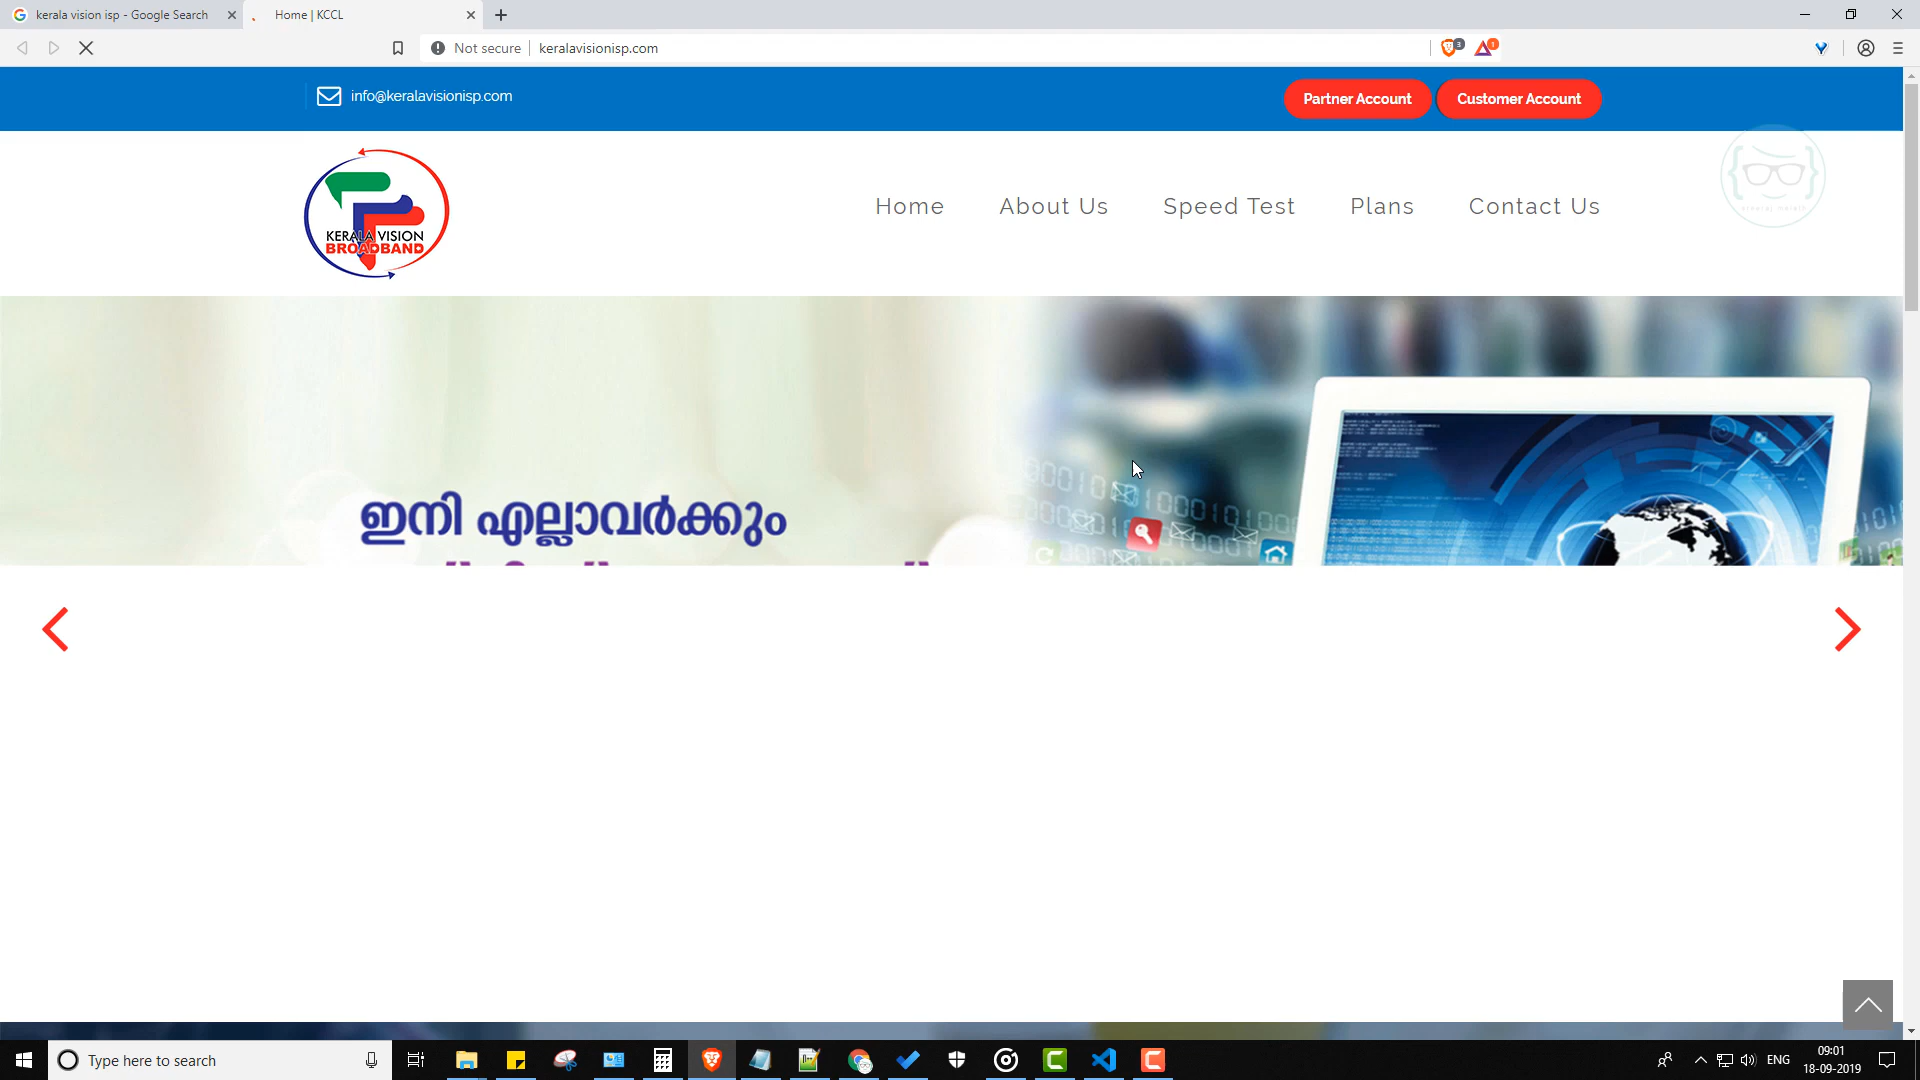 kerala vision isp - Google Search
Home | KCCL
Not secure
keralavisionisp.com
3
1
info@keralavisionisp.com
Partner Account
Customer Account
KERALA VISION
BROADBAND
Home
About Us
Speed Test
Plans
Contact Us
ഇനി എല്ലാവർക്കും
Type here to search
ENG
09:01
18-09-2019